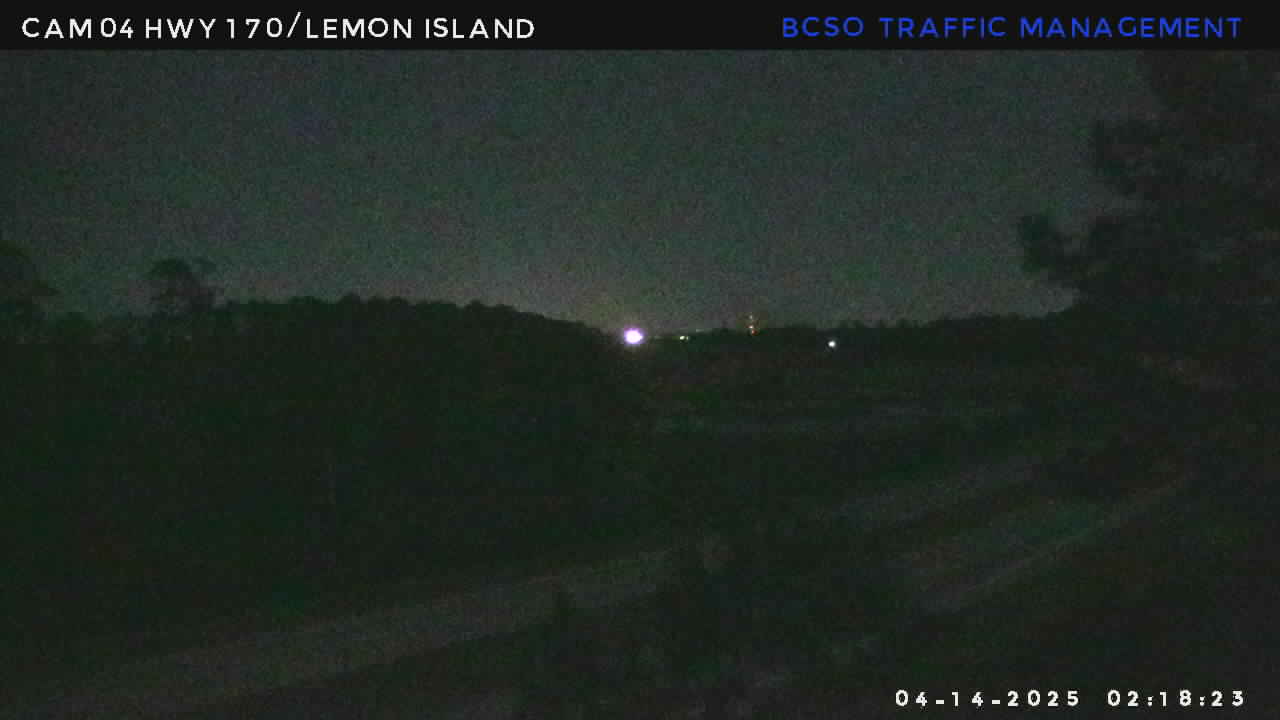 CAM04 HWY 170/LEMON ISLAND
BCSO TRAFFIC MANAGEMENT
04-14-2025 02:18:23